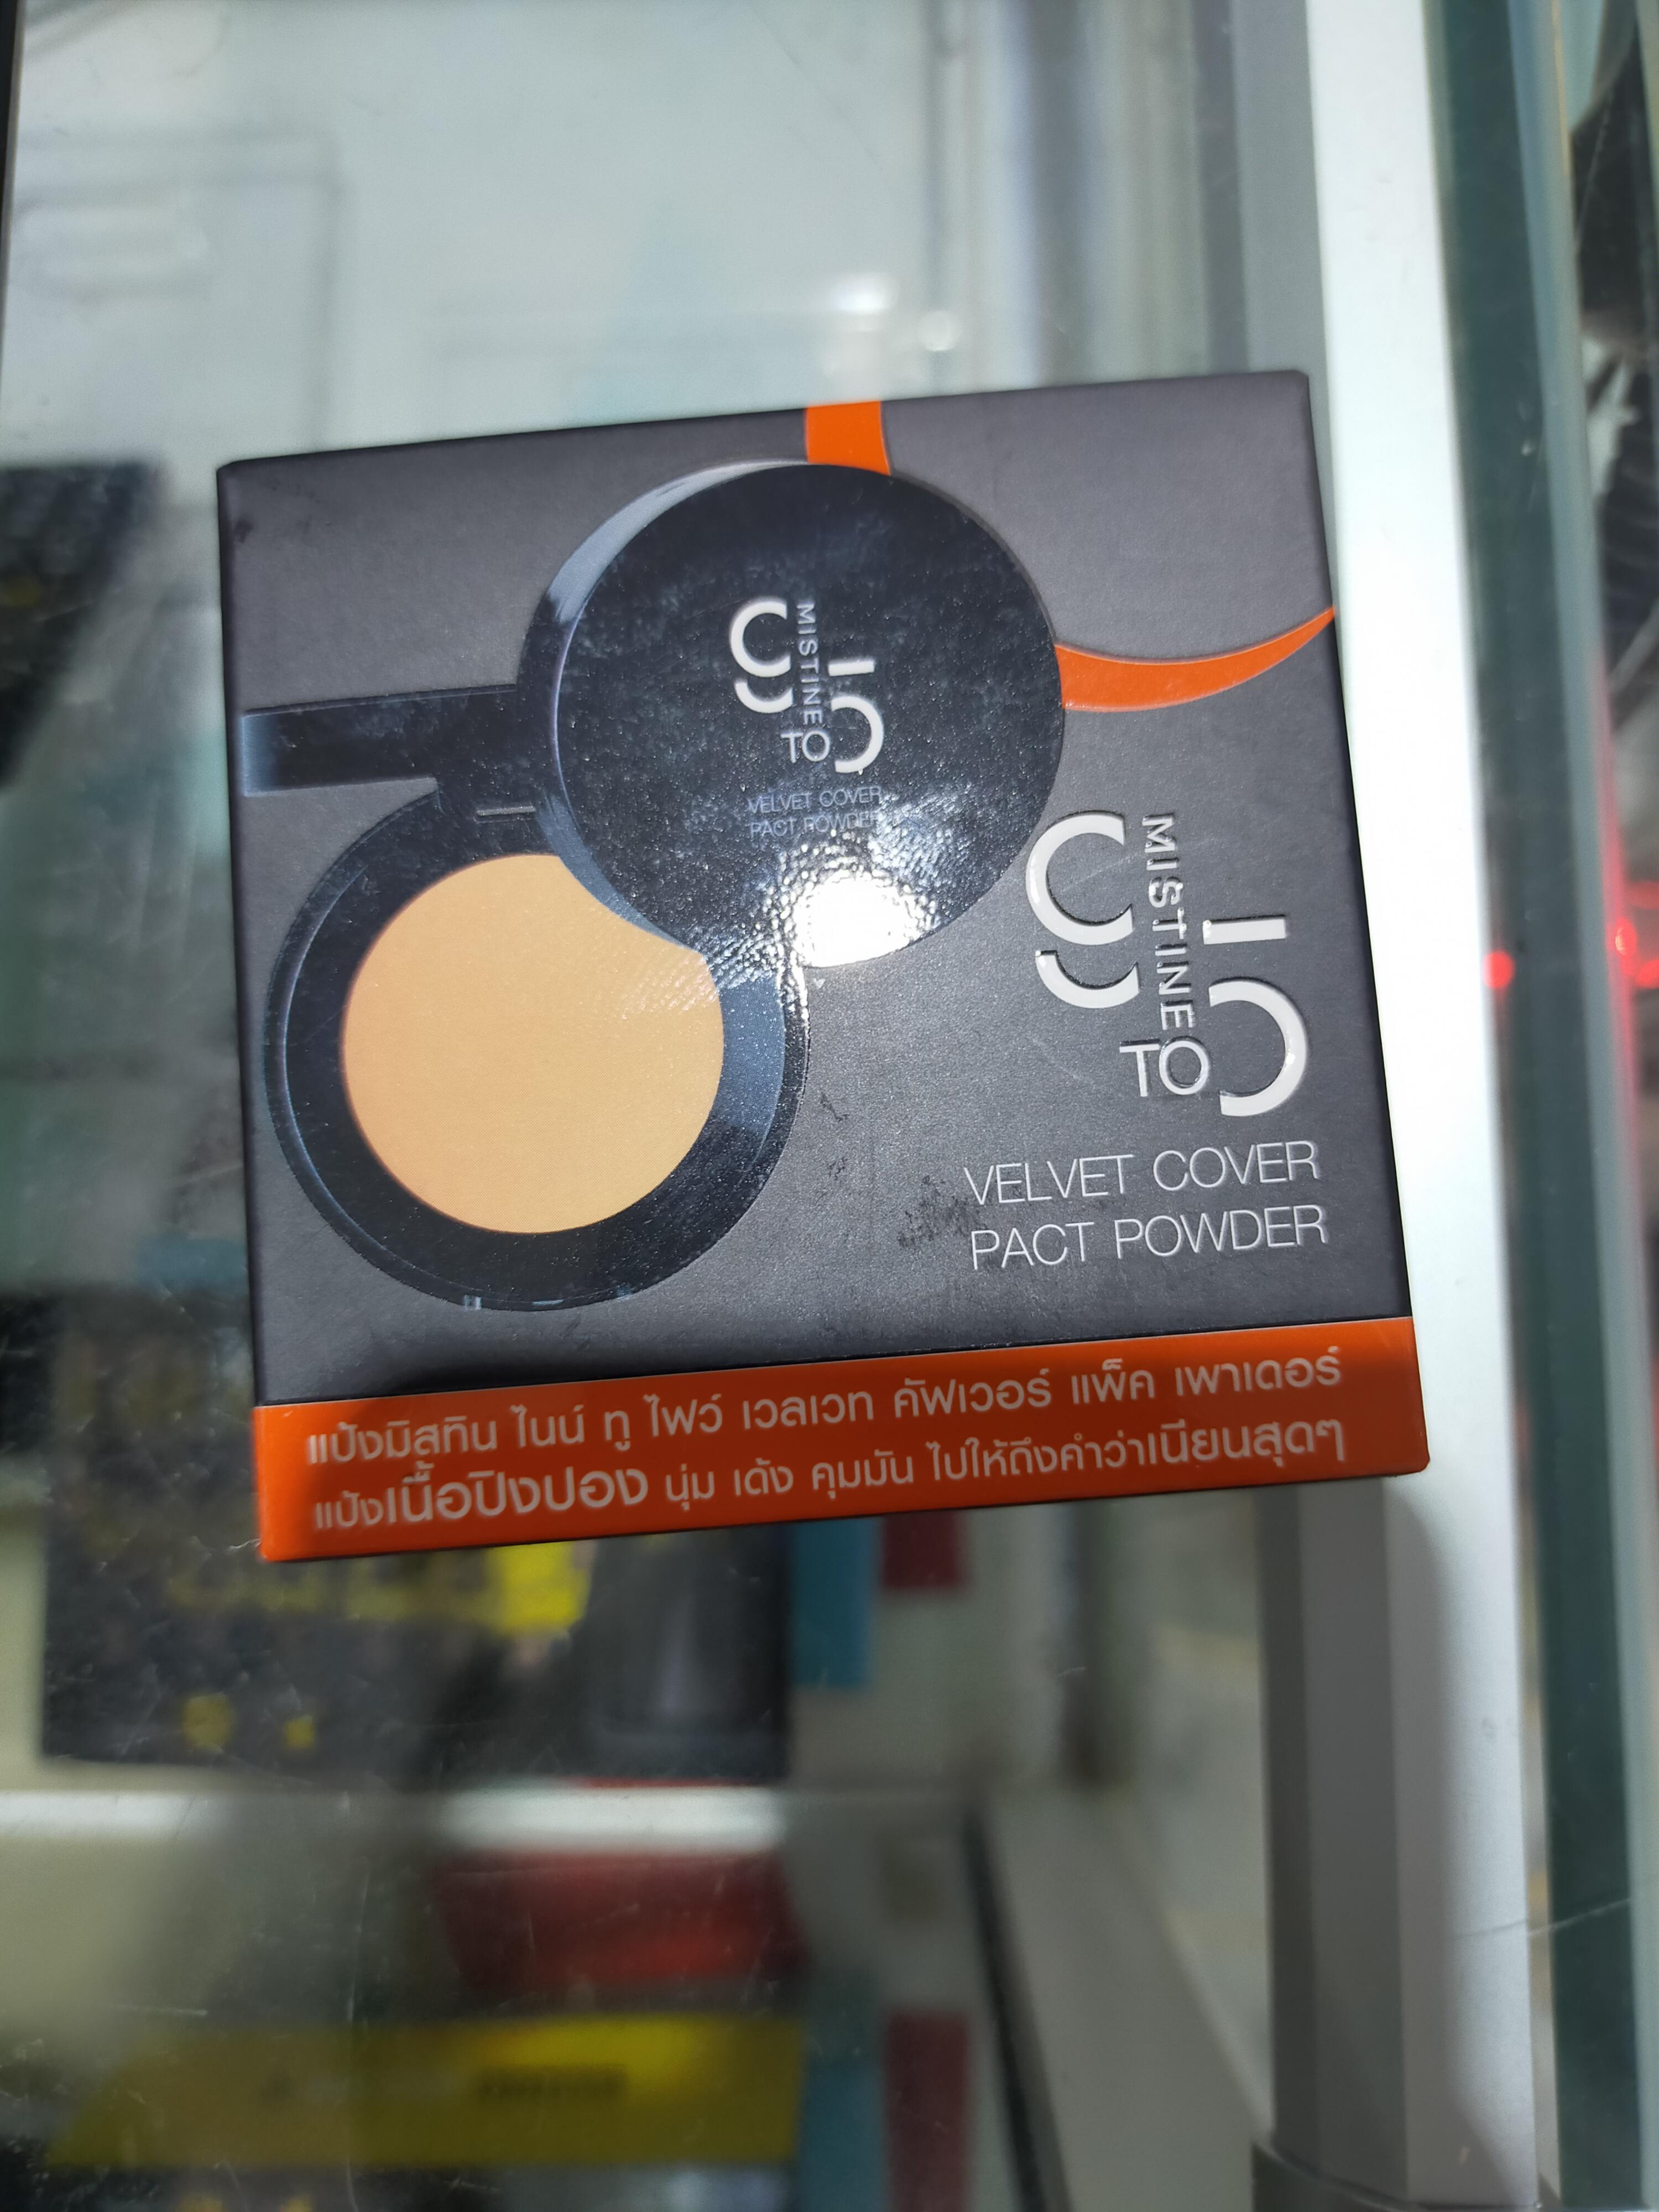 9
MISTINE
TO
5
VELVET COVER
PACT POWDER
9
MISTINE
TO
5
VELVET COVER
PACT POWDER
แป้งมิสทิน ไนน์ ทู ไฟว์ เวลเวท คัฟเวอร์ แพ็ค เพาเดอร์
แป้งเนื้อปิงปอง นุ่ม เด้ง คุมมัน ไปให้ถึงคำว่าเนียนสุดๆ